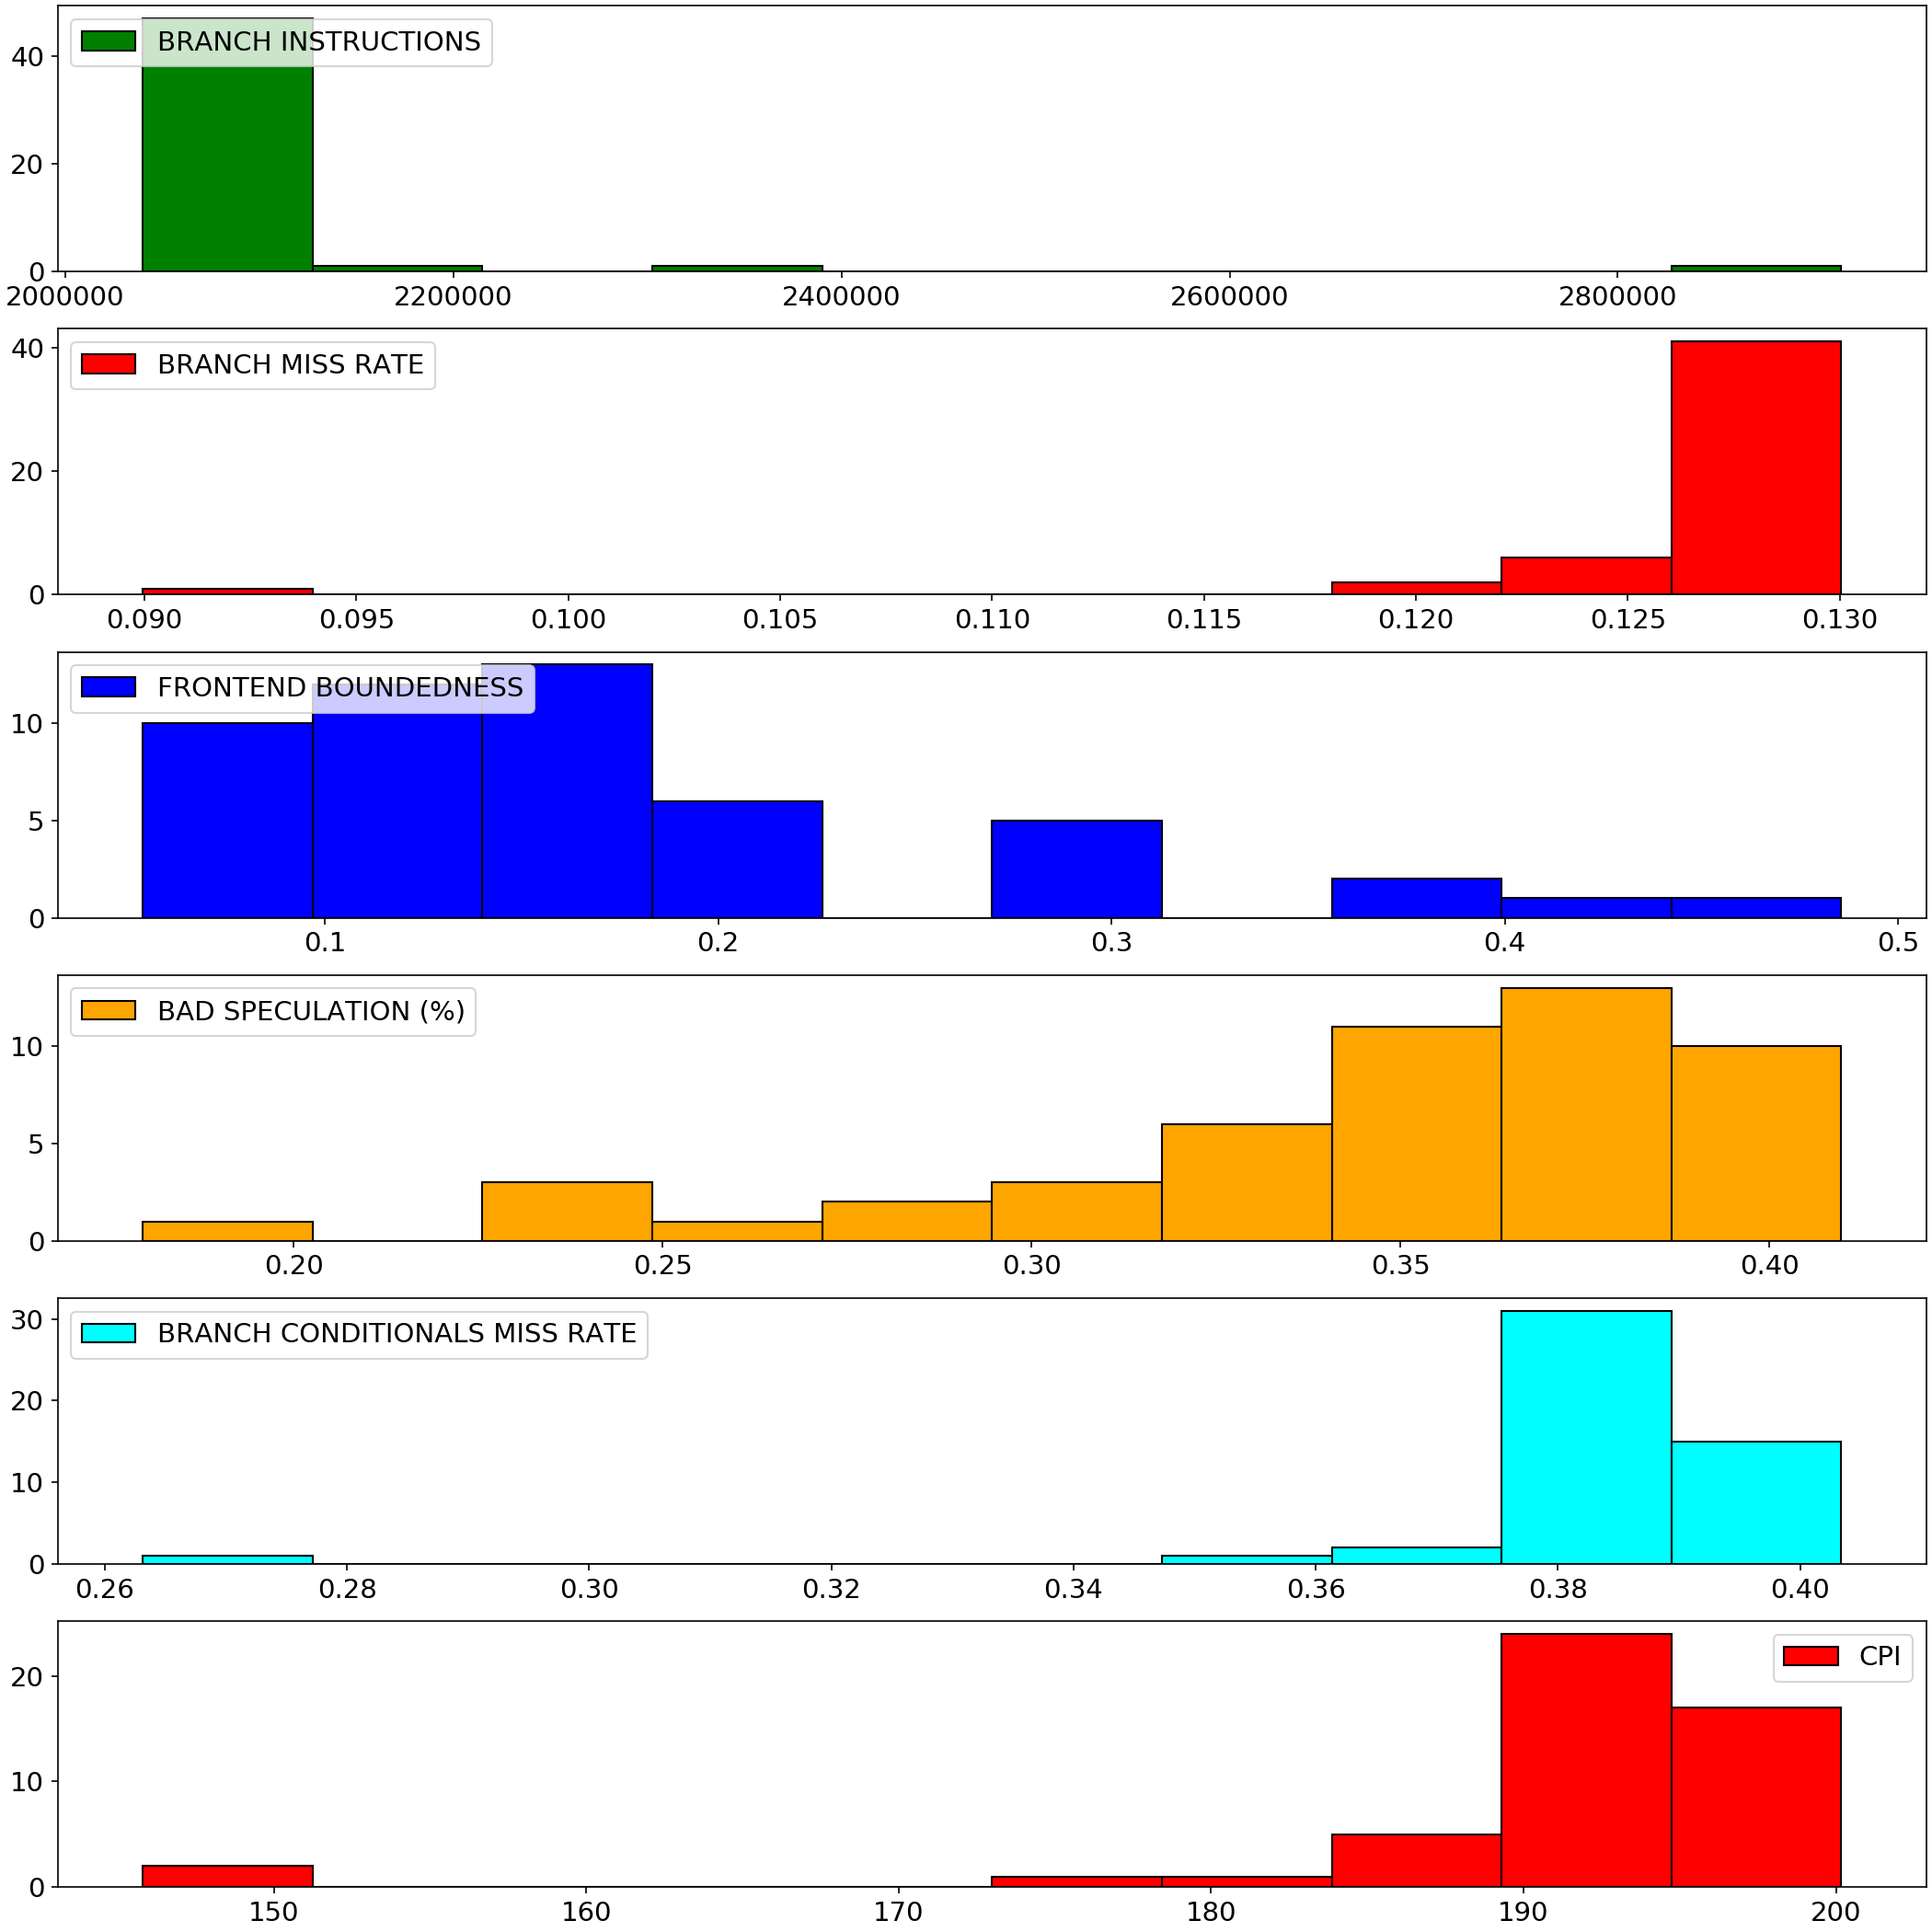 BRANCH INSTRUCTIONS
40
20
0
2000000 2200000 2400000 2600000 2800000
BRANCH MISS RATE
40
20
0
0.090 0.095 0.100 0.105 0.110 0.115 0.120 0.125 0.130
FRONTEND BOUNDEDNESS
10
5
0
0.1 0.2 0.3 0.4 0.5
BAD SPECULATION (%)
10
5
0
0.20 0.25 0.30 0.35 0.40
BRANCH CONDITIONALS MISS RATE
30
20
10
0
0.26 0.28 0.30 0.32 0.34 0.36 0.38 0.40
CPI
20
10
0
150 160 170 180 190 200